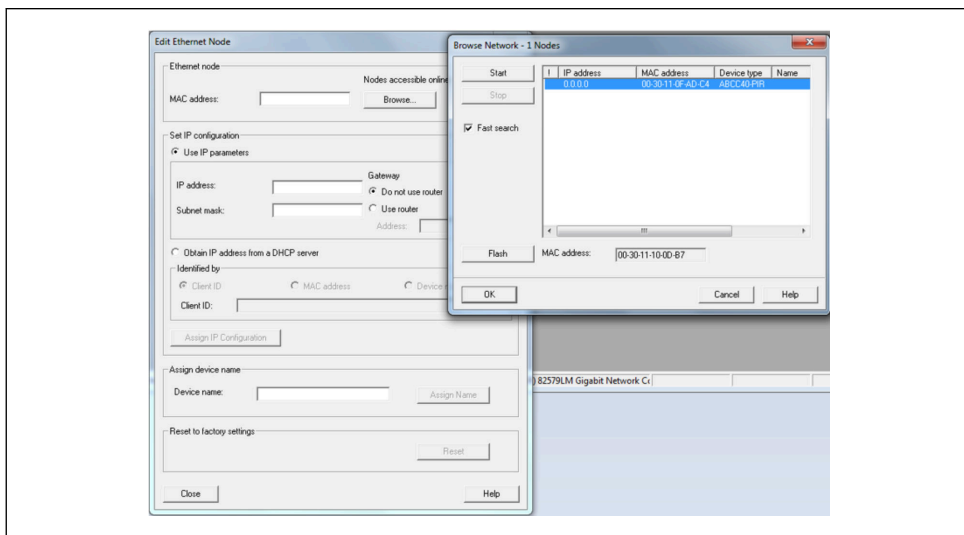 Edit Ethernet Node
Ethernet node
Nodes accessible online
MAC address:
Browse...
Set IP configuration
Use IP parameters
Gateway
IP address:
Do not use router
Subnet mask:
Use router
Address:
Obtain IP address from a DHCP server
Identified by
Client ID
MAC address
Device
Client ID:
Assign IP Configuration
Assign device name
Device name:
Assign Name
Reset to factory settings
Reset
Close
Help
Browse Network - 1 Nodes
Start
! IP address MAC address Device type Name
0.0.0.0 00-30-11-0F-AD-C4 ABCC40-PIR
Stop
Fast search
Flash
MAC address:
00-30-11-10-0D-B7
OK
Cancel
Help
) 82579LM Gigabit Network C